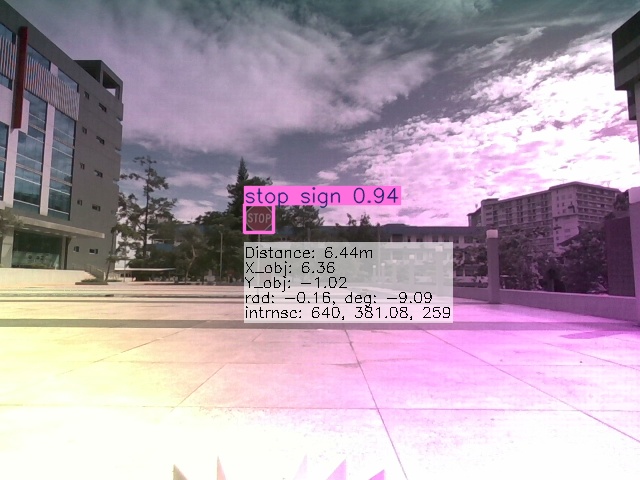 stop sign 0.94
STOP
Distance: 6.44m
X_obj: 6.36
Y_obj: -1.02
rad: -0.16, deg: -9.09
intrnsc: 640, 381.08, 259